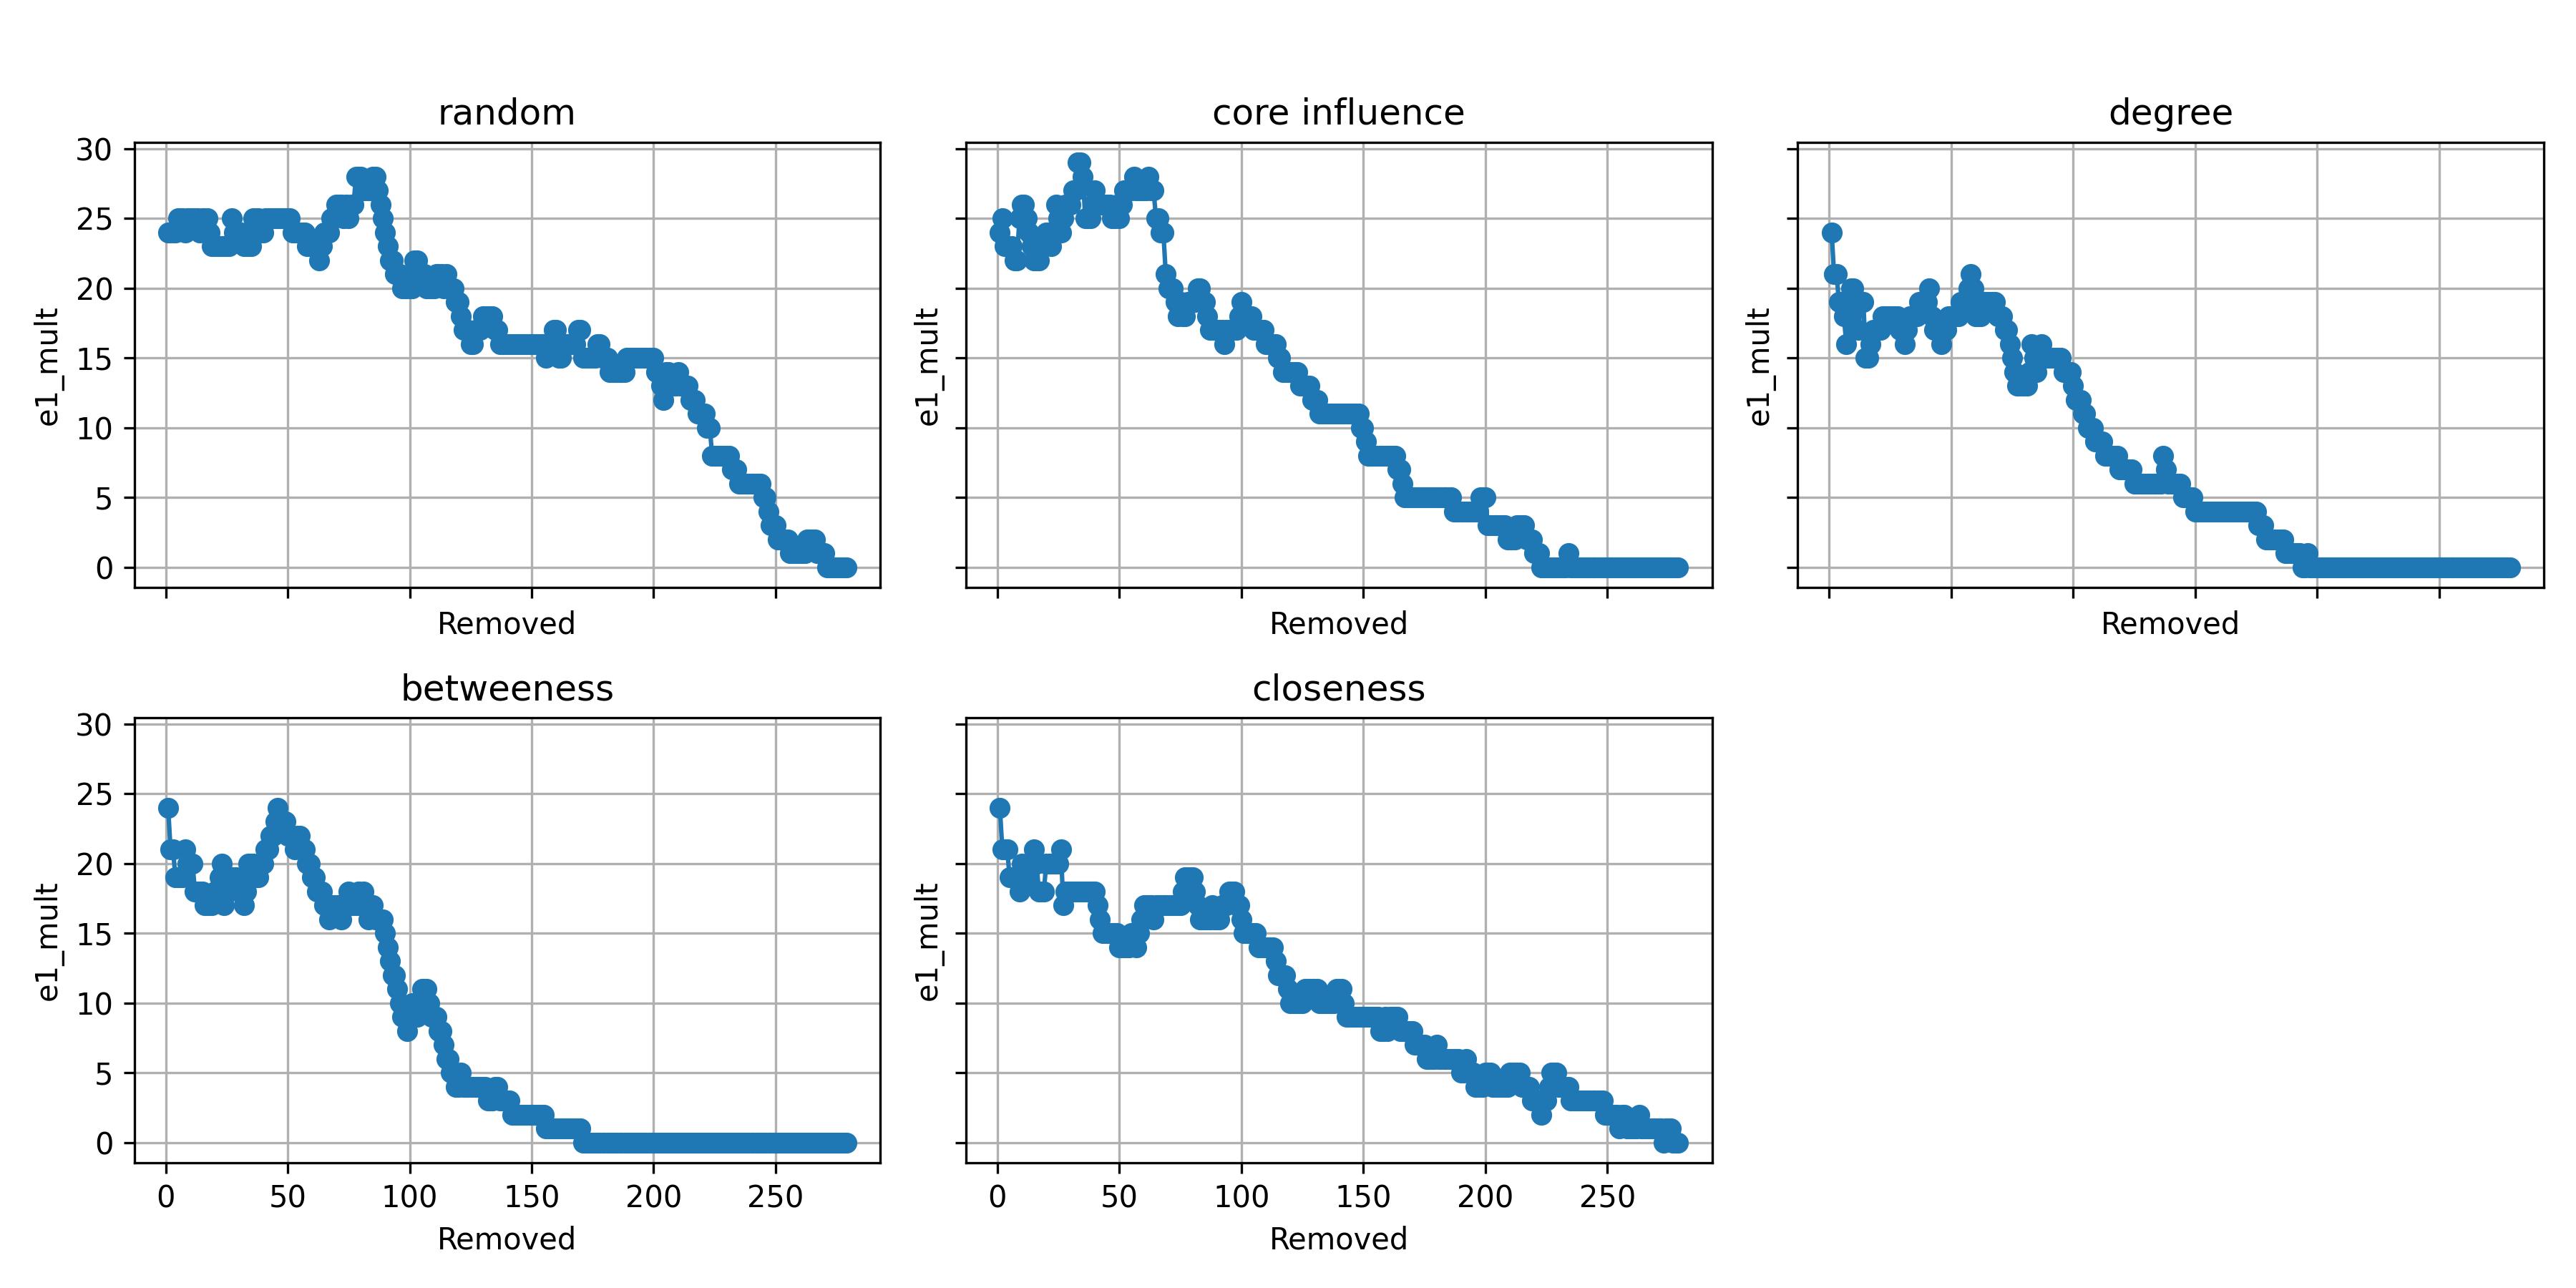 random
core influence
degree
30
25
20
15
10
5
0
e1_mult
e1_mult
e1_mult
Removed
Removed
Removed
betweeness
closeness
30
25
20
15
10
5
0
e1_mult
e1_mult
0 50 100 150 200 250
0 50 100 150 200 250
Removed
Removed